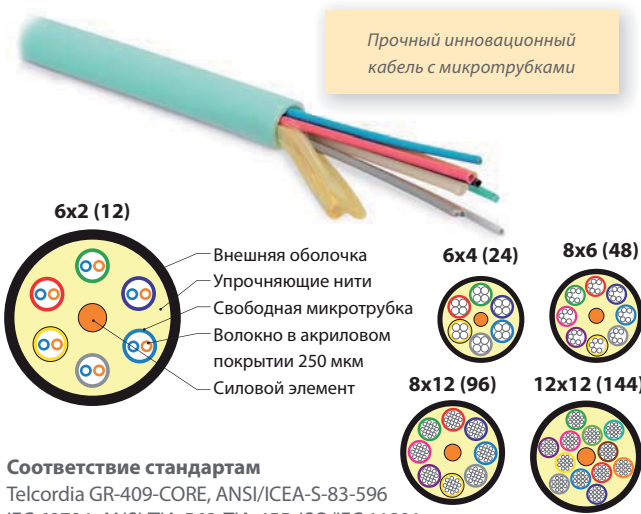 Прочный инновационный
кабель с микротрубками
6x2 (12)
Внешняя оболочка
Упрочняющие нити
Свободная микротрубка
Волокно в акриловом
покрытии 250 мкм
Силовой элемент
6x4 (24)
8x6 (48)
8x12 (96)
12x12 (144)
Соответствие стандартам
Telcordia GR-409-CORE, ANSI/ICEA-S-83-596